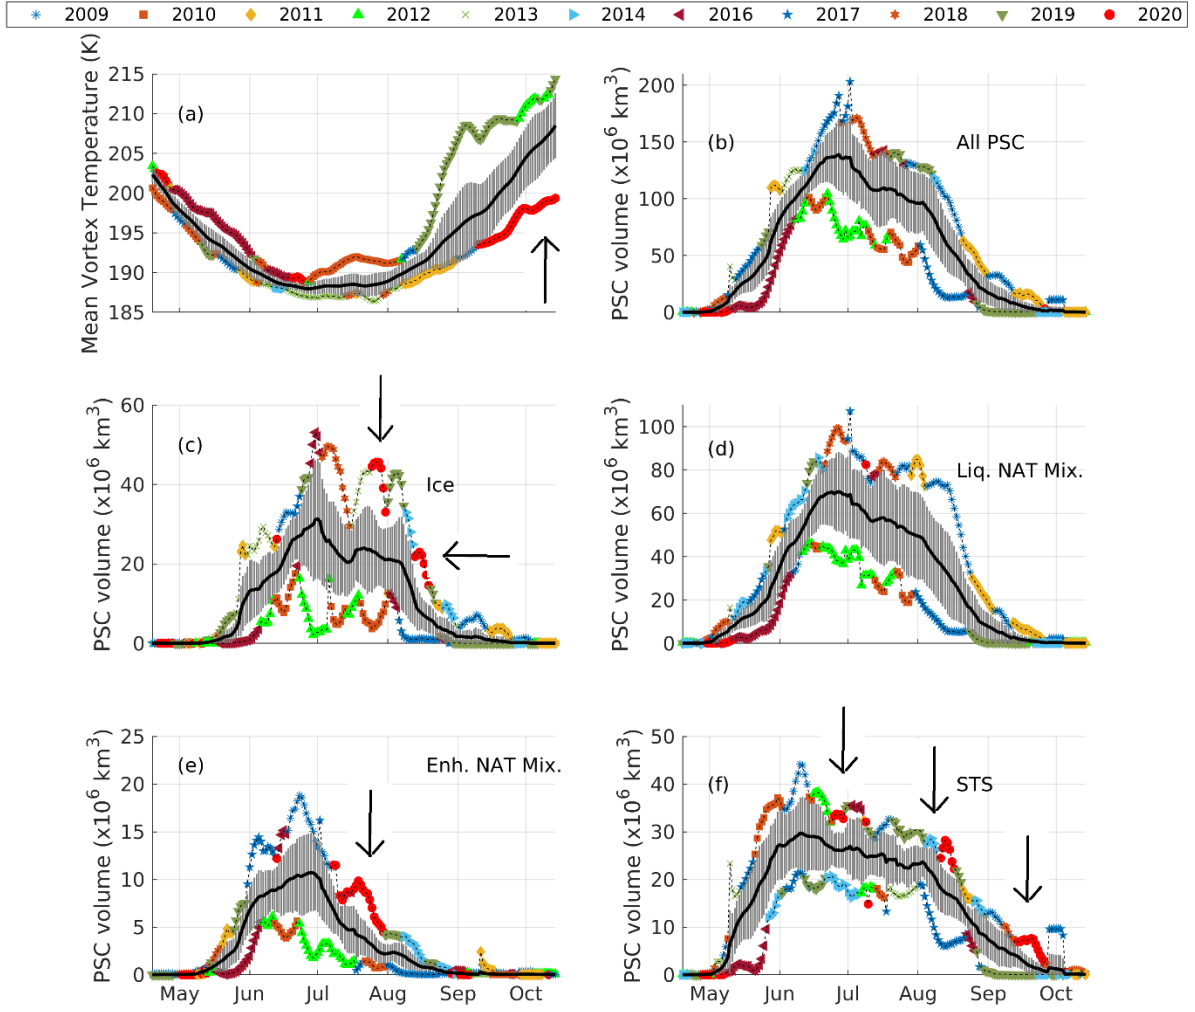 2009 2010 2011 2012 2013 2014 2016 2017 2018 2019 2020
Mean Vortex Temperature (K)
215
210
205
200
195
190
185
(a)
PSC volume (x10^6 km^3)
200
150
100
50
0
(b)
All PSC
PSC volume (x10^6 km^3)
60
40
20
0
(c)
Ice
PSC volume (x10^6 km^3)
100
80
60
40
20
0
(d)
Liq. NAT Mix.
PSC volume (x10^6 km^3)
25
20
15
10
5
0
(e)
Enh. NAT Mix.
May Jun Jul Aug Sep Oct
PSC volume (x10^6 km^3)
50
40
30
20
10
0
(f)
STS
May Jun Jul Aug Sep Oct